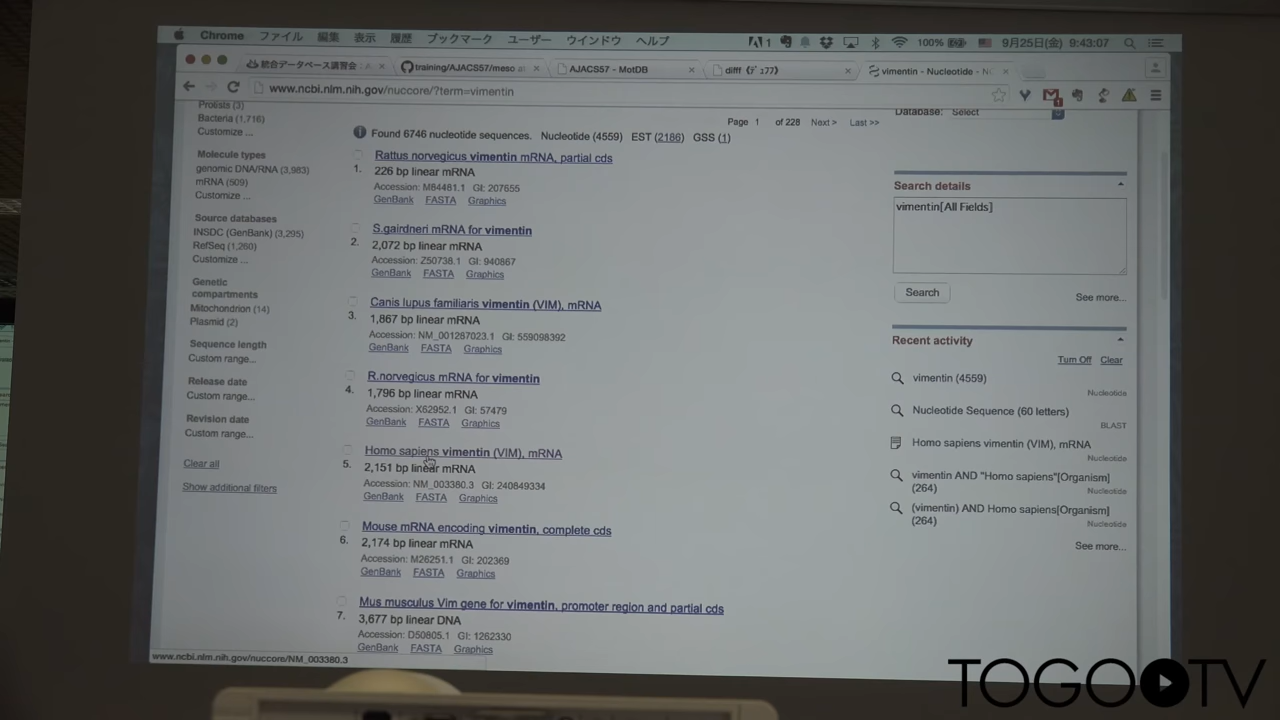 Chrome ファイル 編集 表示 履歴 ブックマーク ユーザー ウインドウ ヘルプ 1 100% 9月25日(金) 9:43:07
統合データベース講習会: training/AJACS57/meso AJACS57 - MotDB difff vimentin - Nucleotide - NC
www.ncbi.nlm.nih.gov/nuccore/?term=vimentin
Protists (3)
Bacteria (1,716)
Customize ...
Molecule types
genomic DNA/RNA (3,983)
mRNA (509)
Customize ...
Source databases
INSDC (GenBank) (3,295)
RefSeq (1,260)
Customize ...
Genetic
compartments
Mitochondrion (14)
Plasmid (2)
Sequence length
Custom range...
Release date
Custom range...
Revision date
Custom range...
Clear all
Show additional filters
Page 1 of 228 Next > Last >>
Found 6746 nucleotide sequences. Nucleotide (4559) EST (2186) GSS (1)
Rattus norvegicus vimentin mRNA, partial cds
1. 226 bp linear mRNA
Accession: M84481.1 GI: 207655
GenBank FASTA Graphics
S.gairdneri mRNA for vimentin
2. 2,072 bp linear mRNA
Accession: Z50738.1 GI: 940867
GenBank FASTA Graphics
Canis lupus familiaris vimentin (VIM), mRNA
3. 1,867 bp linear mRNA
Accession: NM_001287023.1 GI: 559098392
GenBank FASTA Graphics
R.norvegicus mRNA for vimentin
4. 1,796 bp linear mRNA
Accession: X62952.1 GI: 57479
GenBank FASTA Graphics
Homo sapiens vimentin (VIM), mRNA
5. 2,151 bp linear mRNA
Accession: NM_003380.3 GI: 240849334
GenBank FASTA Graphics
Mouse mRNA encoding vimentin, complete cds
6. 2,174 bp linear mRNA
Accession: M26251.1 GI: 202369
GenBank FASTA Graphics
Mus musculus Vim gene for vimentin, promoter region and partial cds
7. 3,677 bp linear DNA
Accession: D50805.1 GI: 1262330
GenBank FASTA Graphics
Database: Select
Search details
vimentin[All Fields]
Search
See more...
Recent activity
Turn Off Clear
vimentin (4559)
Nucleotide
Nucleotide Sequence (60 letters)
BLAST
Homo sapiens vimentin (VIM), mRNA
Nucleotide
vimentin AND "Homo sapiens"[Organism]
(264)
Nucleotide
(vimentin) AND Homo sapiens[Organism]
(264)
Nucleotide
See more...
www.ncbi.nlm.nih.gov/nuccore/NM_003380.3
TOGO TV